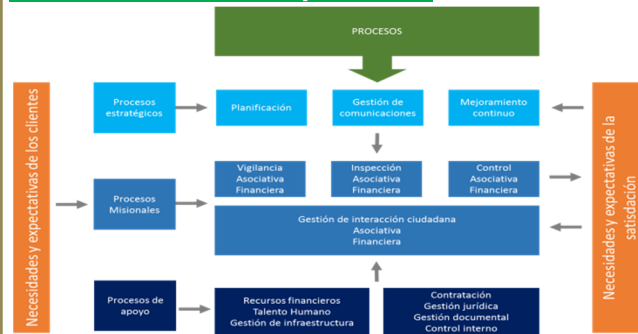 PROCESOS
Necesidades y expectativas de los clientes
Procesos
estratégicos
Planificación
Gestión de
comunicaciones
Mejoramiento
continuo
Procesos
Misionales
Vigilancia
Asociativa
Financiera
Inspección
Asociativa
Financiera
Control
Asociativa
Financiera
Gestión de interacción ciudadana
Asociativa
Financiera
Procesos de
apoyo
Recursos financieros
Talento Humano
Gestión de infraestructura
Contratación
Gestión jurídica
Gestión documental
Control interno
Necesidades y expectativas de la
satisdación